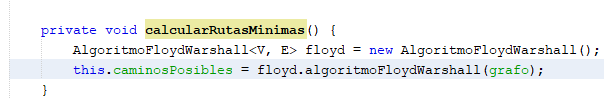 private void calcularRutasMinimas() {
AlgoritmoFloydWarshall<V, E> floyd = new AlgoritmoFloydWarshall();
this.caminosPosibles = floyd.algoritmoFloydWarshall(grafo);
}